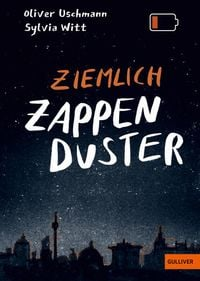 Oliver Uschmann
Sylvia Witt
ZIEMLICH
ZAPPEN
DUSTER
GULLIVER